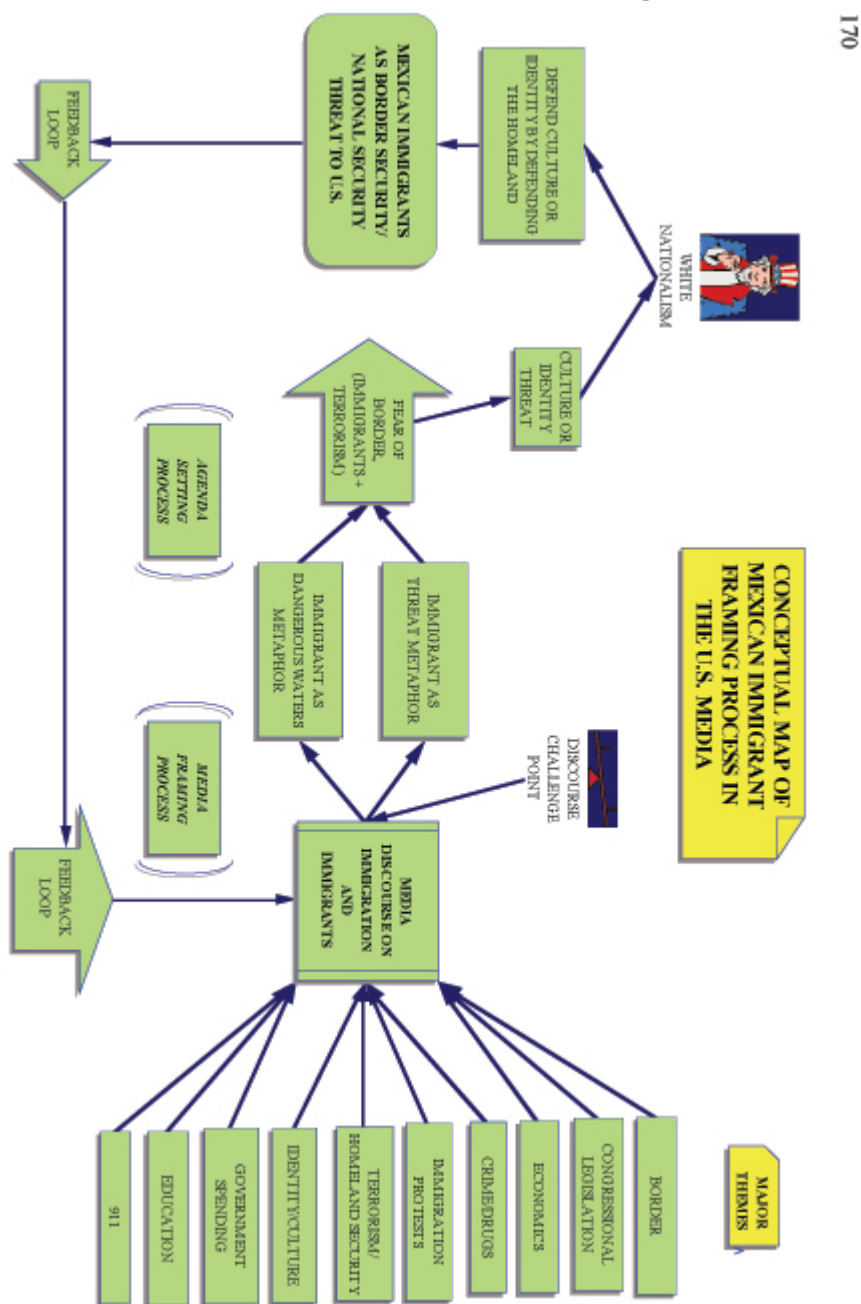 170
CONCEPTUAL MAP OF
MEXICAN IMMIGRANT
FRAMING PROCESS IN
THE U.S. MEDIA
MAJOR
THEMES
WHITE
NATIONALISM
DISCOURSE
CHALLENGE
POINT
DEFEND CULTURE OR
IDENTITY BY DEFENDING
THE HOMELAND
CULTURE OR
IDENTITY
THREAT
BORDER
CONGRESSIONAL
LEGISLATION
ECONOMICS
CRIME/DRUGS
IMMIGRATION
PROTESTS
TERRORISM/
HOMELAND SECURITY
IDENTITY/CULTURE
GOVERNMENT
SPENDING
EDUCATION
911
MEXICAN IMMIGRANTS
AS BORDER SECURITY/
NATIONAL SECURITY
THREAT TO U.S.
FEAR OF
BORDER,
(IMMIGRANTS +
TERRORISM)
IMMIGRANT AS
THREAT METAPHOR
IMMIGRANT AS
DANGEROUS WATERS
METAPHOR
MEDIA
DISCOURSE ON
IMMIGRATION
AND
IMMIGRANTS
AGENDA
SETTING
PROCESS
MEDIA
FRAMING
PROCESS
FEEDBACK
LOOP
FEEDBACK
LOOP